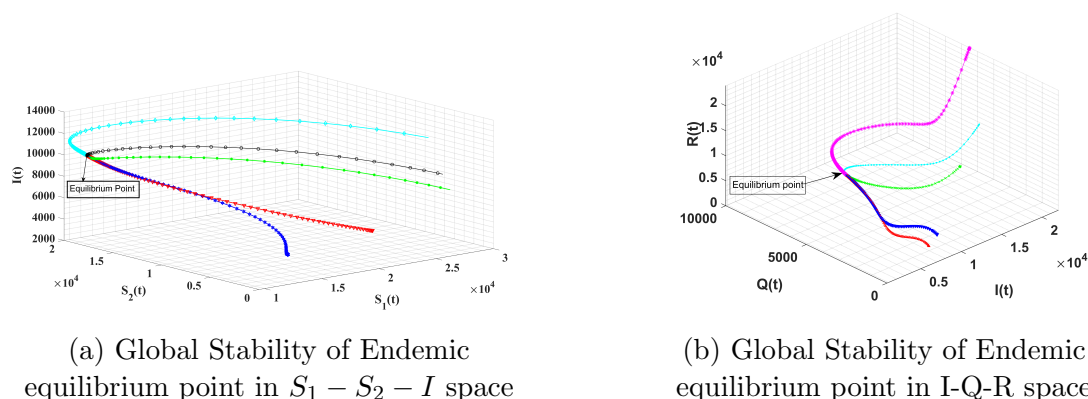 14000
12000
10000
8000
6000
4000
2000
I(t)
Equilibrium Point
2
1.5
1
0.5
0
×10⁴
S₂(t)
1
1.5
2
2.5
3
×10⁴
S₁(t)
×10⁴
2
1.5
1
0.5
0
R(t)
Equilibrium point
10000
5000
0
Q(t)
0.5
1
1.5
2
×10⁴
I(t)
(a) Global Stability of Endemic
equilibrium point in S₁ − S₂ − I space
(b) Global Stability of Endemic
equilibrium point in I-Q-R space